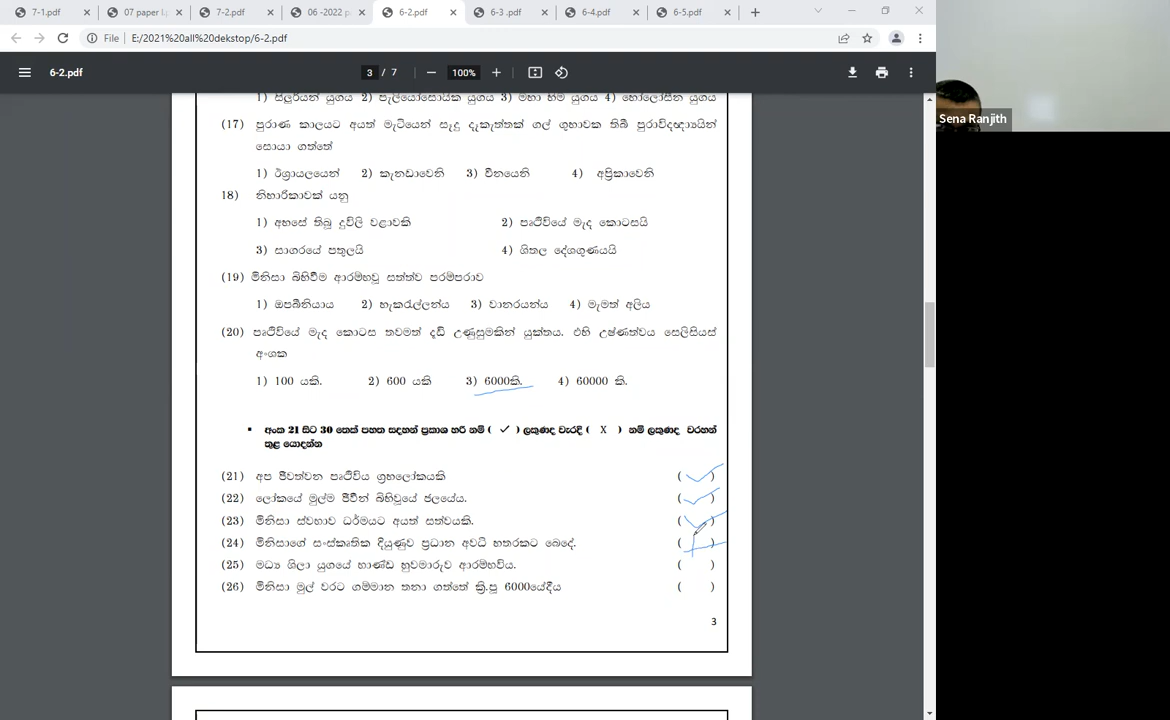 7-1.pdf
07 paper I.p
7-2.pdf
06 -2022 p
6-2.pdf
6-3 .pdf
6-4.pdf
6-5.pdf
File E:/2021%20all%20dekstop/6-2.pdf
6-2.pdf
3 / 7
100%
1) සිලුරියන් යුගය 2) පැලියෝසොයික යුගය 3) මහා හිම යුගය 4) හෝලෝසීන යුගය
(17) පුරාණ කාලයට අයත් මැටියෙන් සෑදු දැකැත්තක් ගල් ගුහාවක තිබී පුරාවිද්‍යාඥයින්
සොයා ගත්තේ
1) ඊශ්‍රායලයෙන් 2) කැනඩාවෙනි 3) චීනයෙනි 4) අප්‍රිකාවෙනි
18) නිහාරිකාවක් යනු
1) අහසේ තිබූ දුවිලි වළාවකි 2) පෘථිවියේ මැද කොටසයි
3) සාගරයේ පතුලයි 4) ශිතල දේශගුණයයි
(19) මිනිසා බිහිවීම ආරම්භවූ සත්ත්ව පරම්පරාව
1) ඔපබීනියාය 2) හැකරැල්ලන්ය 3) වානරයන්ය 4) මැමත් අලිය
(20) පෘථිවියේ මැද කොටස තවමත් දැඩි උණුසුමකින් යුක්තය. එහි උෂ්ණත්වය සෙල්සියස්
අංශක
1) 100 යකි. 2) 600 යකි 3) 6000කි. 4) 60000 කි.
▪ අංක 21 සිට 30 තෙක් පහත සඳහන් ප්‍රකාශ හරි නම් ( ✓ ) ලකුණද වැරදි ( X ) නම් ලකුණද වරහන්
තුළ යොදන්න
(21) අප ජීවත්වන පෘථිවිය ග්‍රහලෝකයකි ( ✓ )
(22) ලෝකයේ මුල්ම ජීවීන් බිහිවූයේ ජලයේය. ( ✓ )
(23) මිනිසා ස්වභාව ධර්මයට අයත් සත්වයකි. ( ✓ )
(24) මිනිසාගේ සංස්කෘතික දියුණුව ප්‍රධාන අවධි හතරකට බෙදේ. ( )
(25) මධ්‍ය ශිලා යුගයේ භාණ්ඩ හුවමාරුව ආරම්භවිය. ( )
(26) මිනිසා මුල් වරට ගම්මාන තනා ගත්තේ ක්‍රි.පූ 6000යේදීය ( )
3
Sena Ranjith